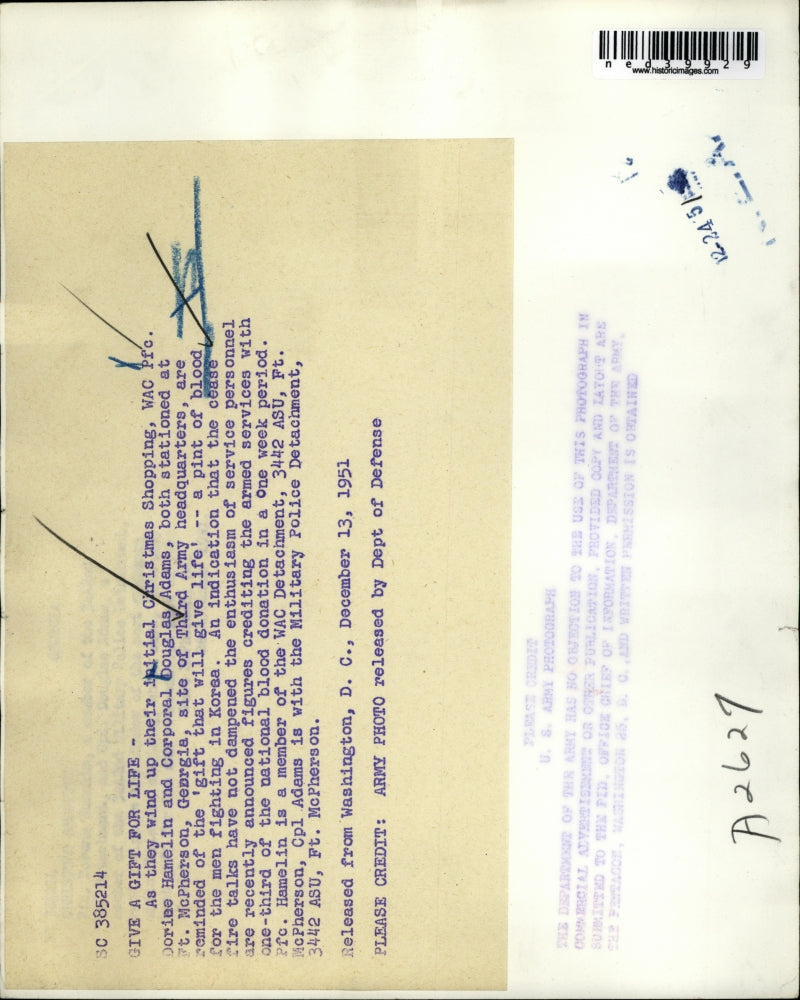 SC 385214
GIVE A GIFT FOR LIFE -
As they wind up their initial Christmas Shopping, WAC Pfc.
Dorine Hamelin and Corporal Douglas Adams, both stationed at
Ft. McPherson, Georgia, site of Third Army headquarters, are
reminded of the 'gift that will give life' -- a pint of blood
for the men fighting in Korea. An indication that the cease
fire talks have not dampened the enthusiasm of service personnel
are recently announced figures crediting the armed services with
one-third of the national blood donation in a one week period.
Pfc. Hamelin is a member of the WAC Detachment, 3442 ASU, Ft.
McPherson, Cpl Adams is with the Military Police Detachment,
3442 ASU, Ft. McPherson.
Released from Washington, D. C., December 13, 1951
PLEASE CREDIT: ARMY PHOTO released by Dept of Defense
PLEASE CREDIT
U. S. ARMY PHOTOGRAPH
THE DEPARTMENT OF THE ARMY HAS NO OBJECTION TO THE USE OF THIS PHOTOGRAPH IN
COMMERCIAL ADVERTISEMENT OR OTHER PUBLICATION, PROVIDED COPY AND LAYOUT ARE
SUBMITTED TO THE PID, OFFICE CHIEF OF INFORMATION, DEPARTMENT OF THE ARMY,
THE PENTAGON, WASHINGTON 25, D. C., AND WRITTEN PERMISSION IS OBTAINED
A2627
12-24-51
ned39929
www.historicimages.com